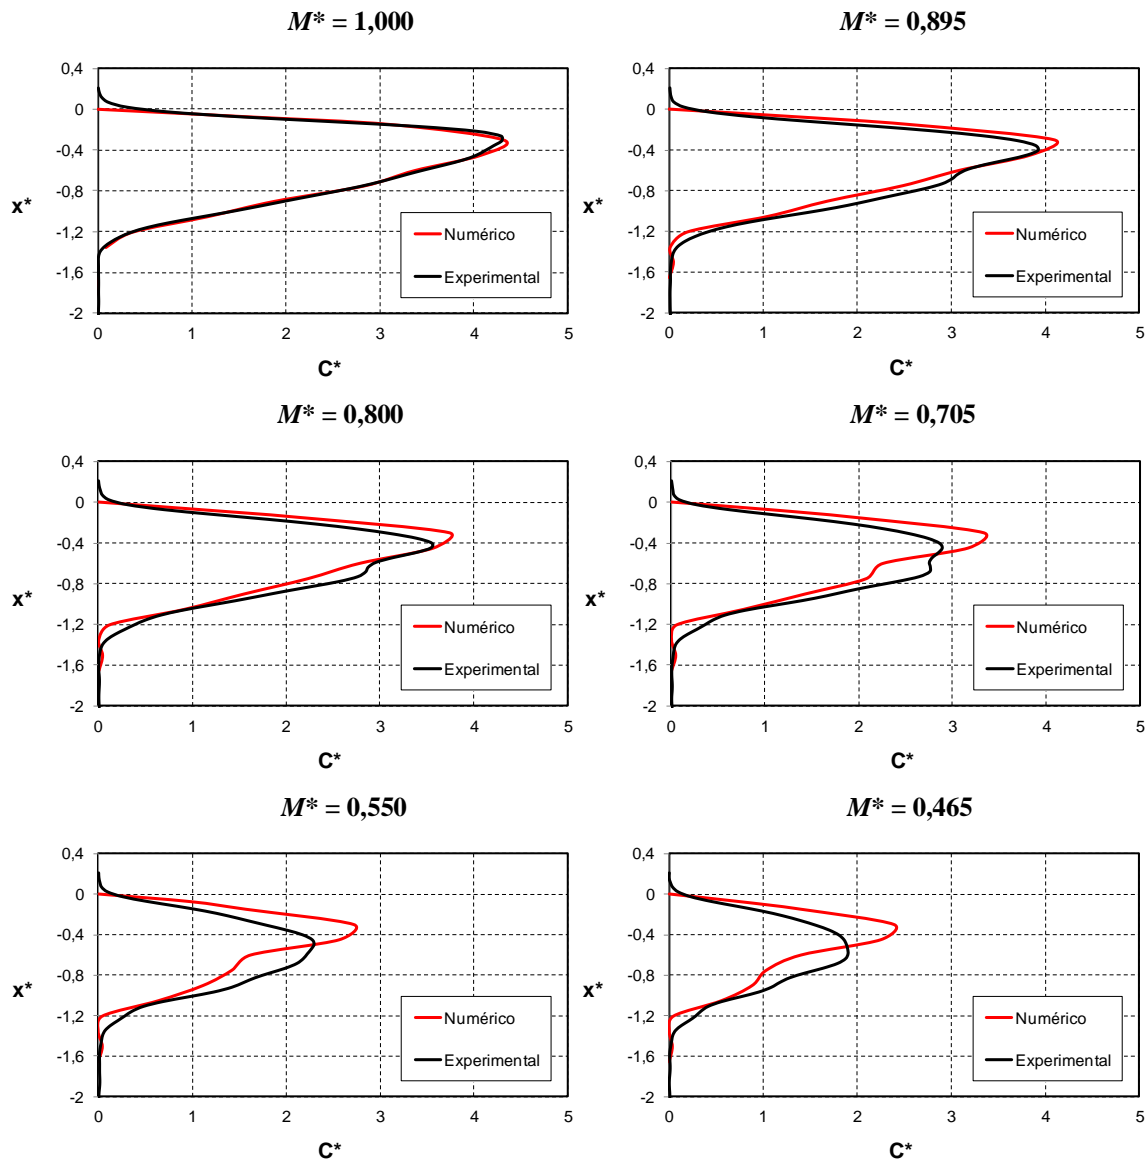 M* = 1,000
M* = 0,895
0,4
0
-0,4
-0,8
-1,2
-1,6
-2
x*
Numérico
Experimental
0 1 2 3 4 5
C*
0,4
0
-0,4
-0,8
-1,2
-1,6
-2
x*
Numérico
Experimental
0 1 2 3 4 5
C*
M* = 0,800
M* = 0,705
0,4
0
-0,4
-0,8
-1,2
-1,6
-2
x*
Numérico
Experimental
0 1 2 3 4 5
C*
0,4
0
-0,4
-0,8
-1,2
-1,6
-2
x*
Numérico
Experimental
0 1 2 3 4 5
C*
M* = 0,550
M* = 0,465
0,4
0
-0,4
-0,8
-1,2
-1,6
-2
x*
Numérico
Experimental
0 1 2 3 4 5
C*
0,4
0
-0,4
-0,8
-1,2
-1,6
-2
x*
Numérico
Experimental
0 1 2 3 4 5
C*